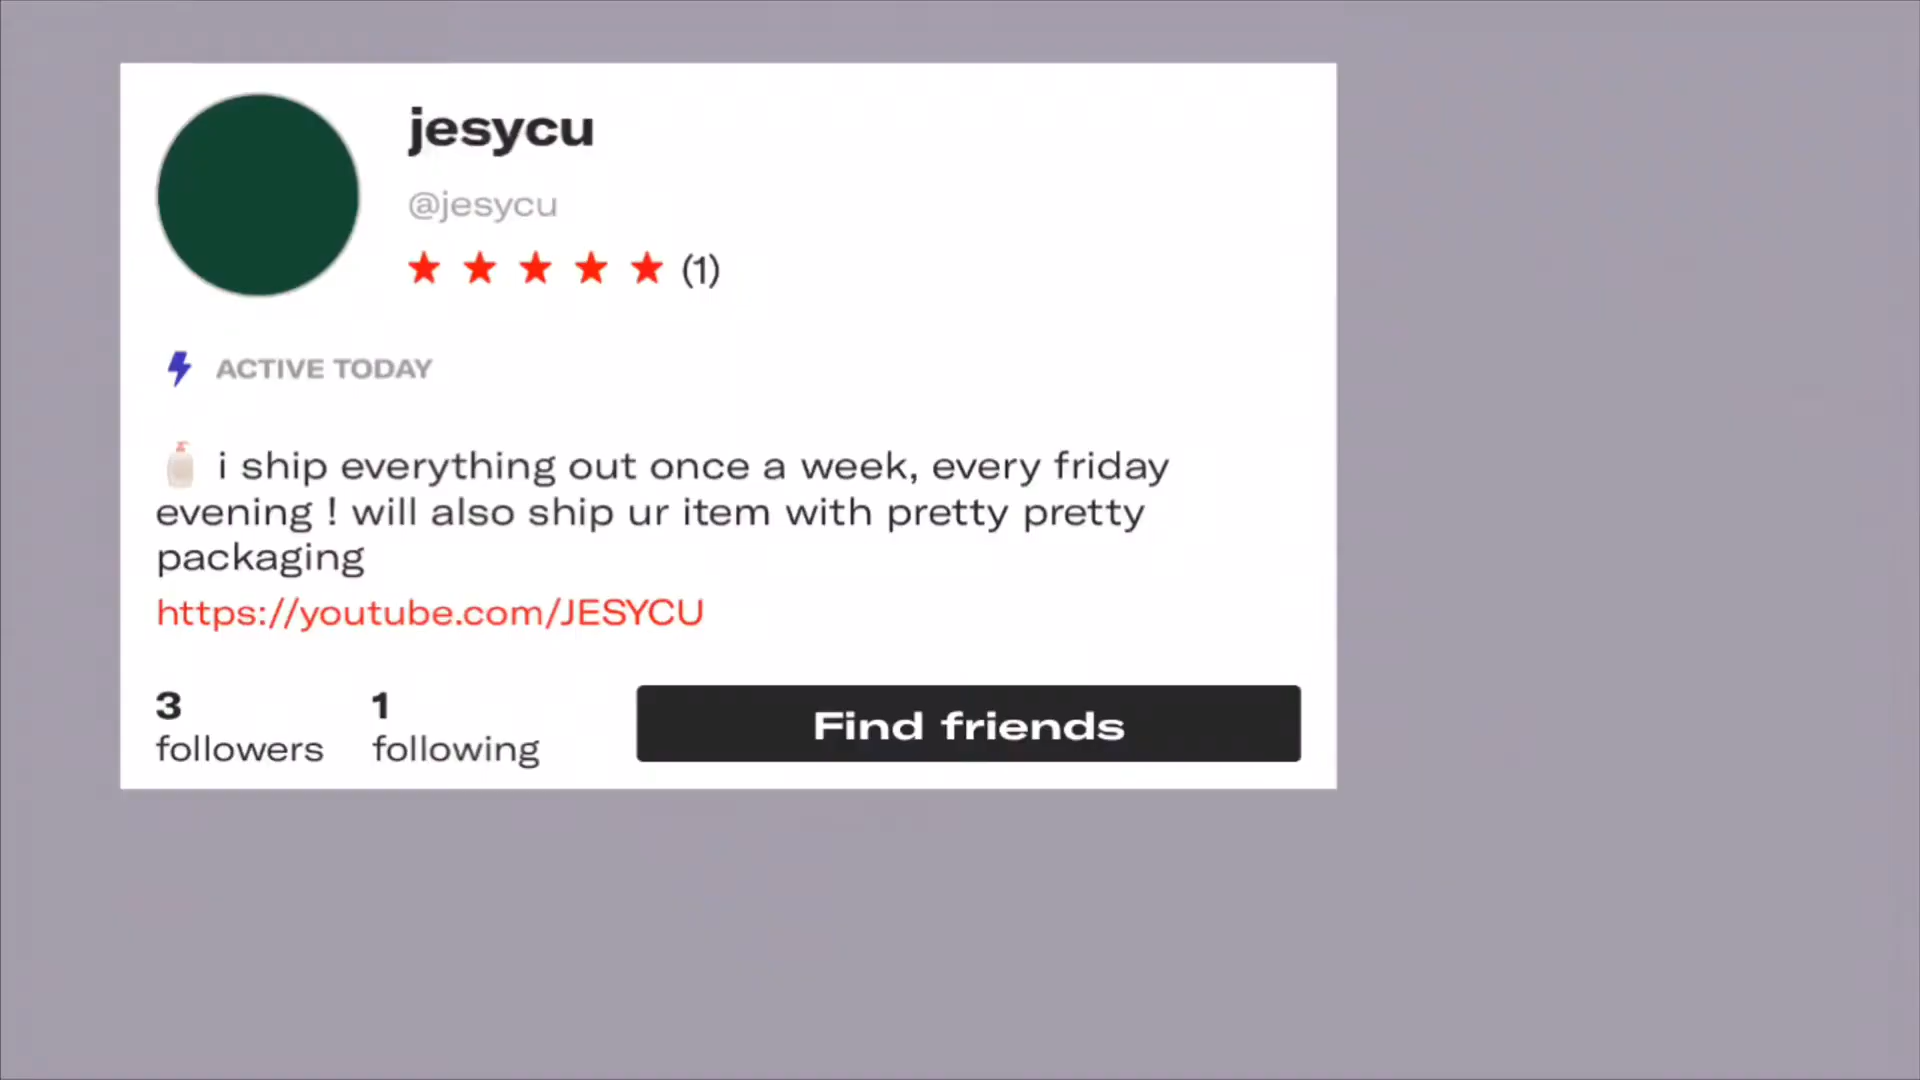 jesycu
@jesycu
★ ★ ★ ★ ★ (1)
ACTIVE TODAY
🧴 i ship everything out once a week, every friday
evening ! will also ship ur item with pretty pretty
packaging
https://youtube.com/JESYCU
3 1
followers following
Find friends